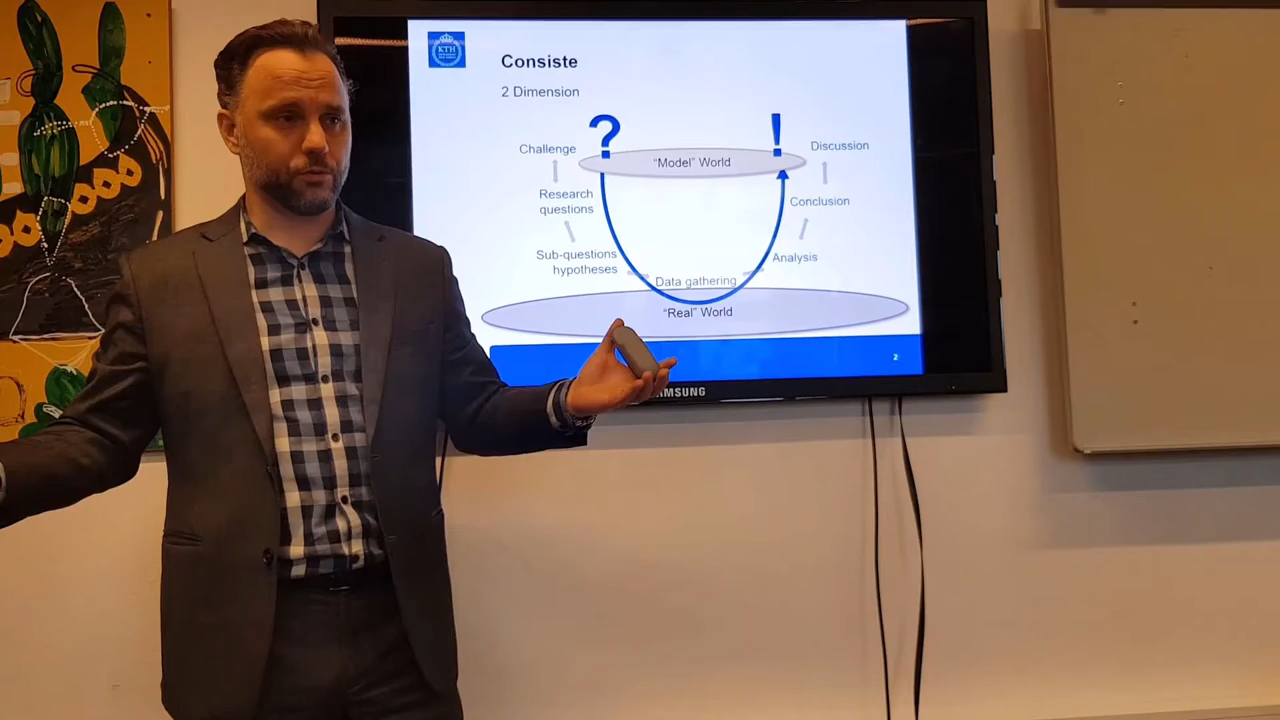 KTH
Consiste
2 Dimension
?
!
Challenge
"Model" World
Discussion
Research
questions
Conclusion
Sub-questions
hypotheses
Analysis
Data gathering
"Real" World
2
AMSUNG